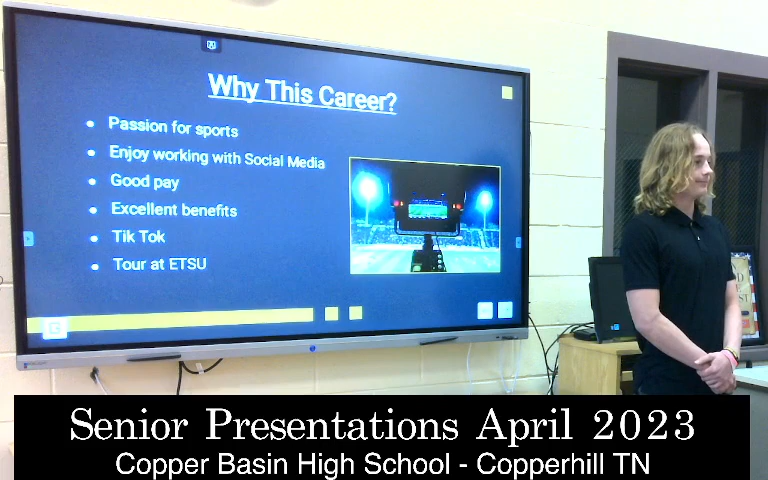 Why This Career?
Passion for sports
Enjoy working with Social Media
Good pay
Excellent benefits
Tik Tok
Tour at ETSU
Senior Presentations April 2023
Copper Basin High School - Copperhill TN